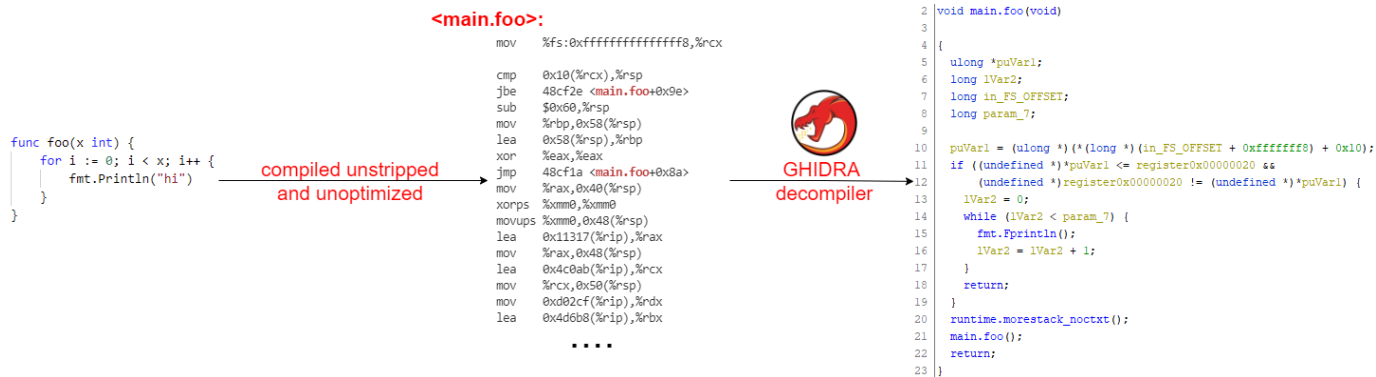 func foo(x int) {
for i := 0; i < x; i++ {
fmt.Println("hi")
}
}
compiled unstripped
and unoptimized
<main.foo>:
mov %fs:0xfffffffffffffff8,%rcx
cmp 0x10(%rcx),%rsp
jbe 48cf2e <main.foo+0x9e>
sub $0x60,%rsp
mov %rbp,0x58(%rsp)
lea 0x58(%rsp),%rbp
xor %eax,%eax
jmp 48cf1a <main.foo+0x8a>
mov %rax,0x40(%rsp)
xorps %xmm0,%xmm0
movups %xmm0,0x48(%rsp)
lea 0x11317(%rip),%rax
mov %rax,0x48(%rsp)
lea 0x4c0ab(%rip),%rcx
mov %rcx,0x50(%rsp)
mov 0xd02cf(%rip),%rdx
lea 0x4d6b8(%rip),%rbx
....
GHIDRA
decompiler
2 void main.foo(void)
3
4 {
5 ulong *puVar1;
6 long lVar2;
7 long in_FS_OFFSET;
8 long param_7;
9
10 puVar1 = (ulong *)(*(long *)(in_FS_OFFSET + 0xfffffff8) + 0x10);
11 if ((undefined *)*puVar1 <= register0x00000020 &&
12 (undefined *)register0x00000020 != (undefined *)*puVar1) {
13 lVar2 = 0;
14 while (lVar2 < param_7) {
15 fmt.Fprintln();
16 lVar2 = lVar2 + 1;
17 }
18 return;
19 }
20 runtime.morestack_noctxt();
21 main.foo();
22 return;
23 }